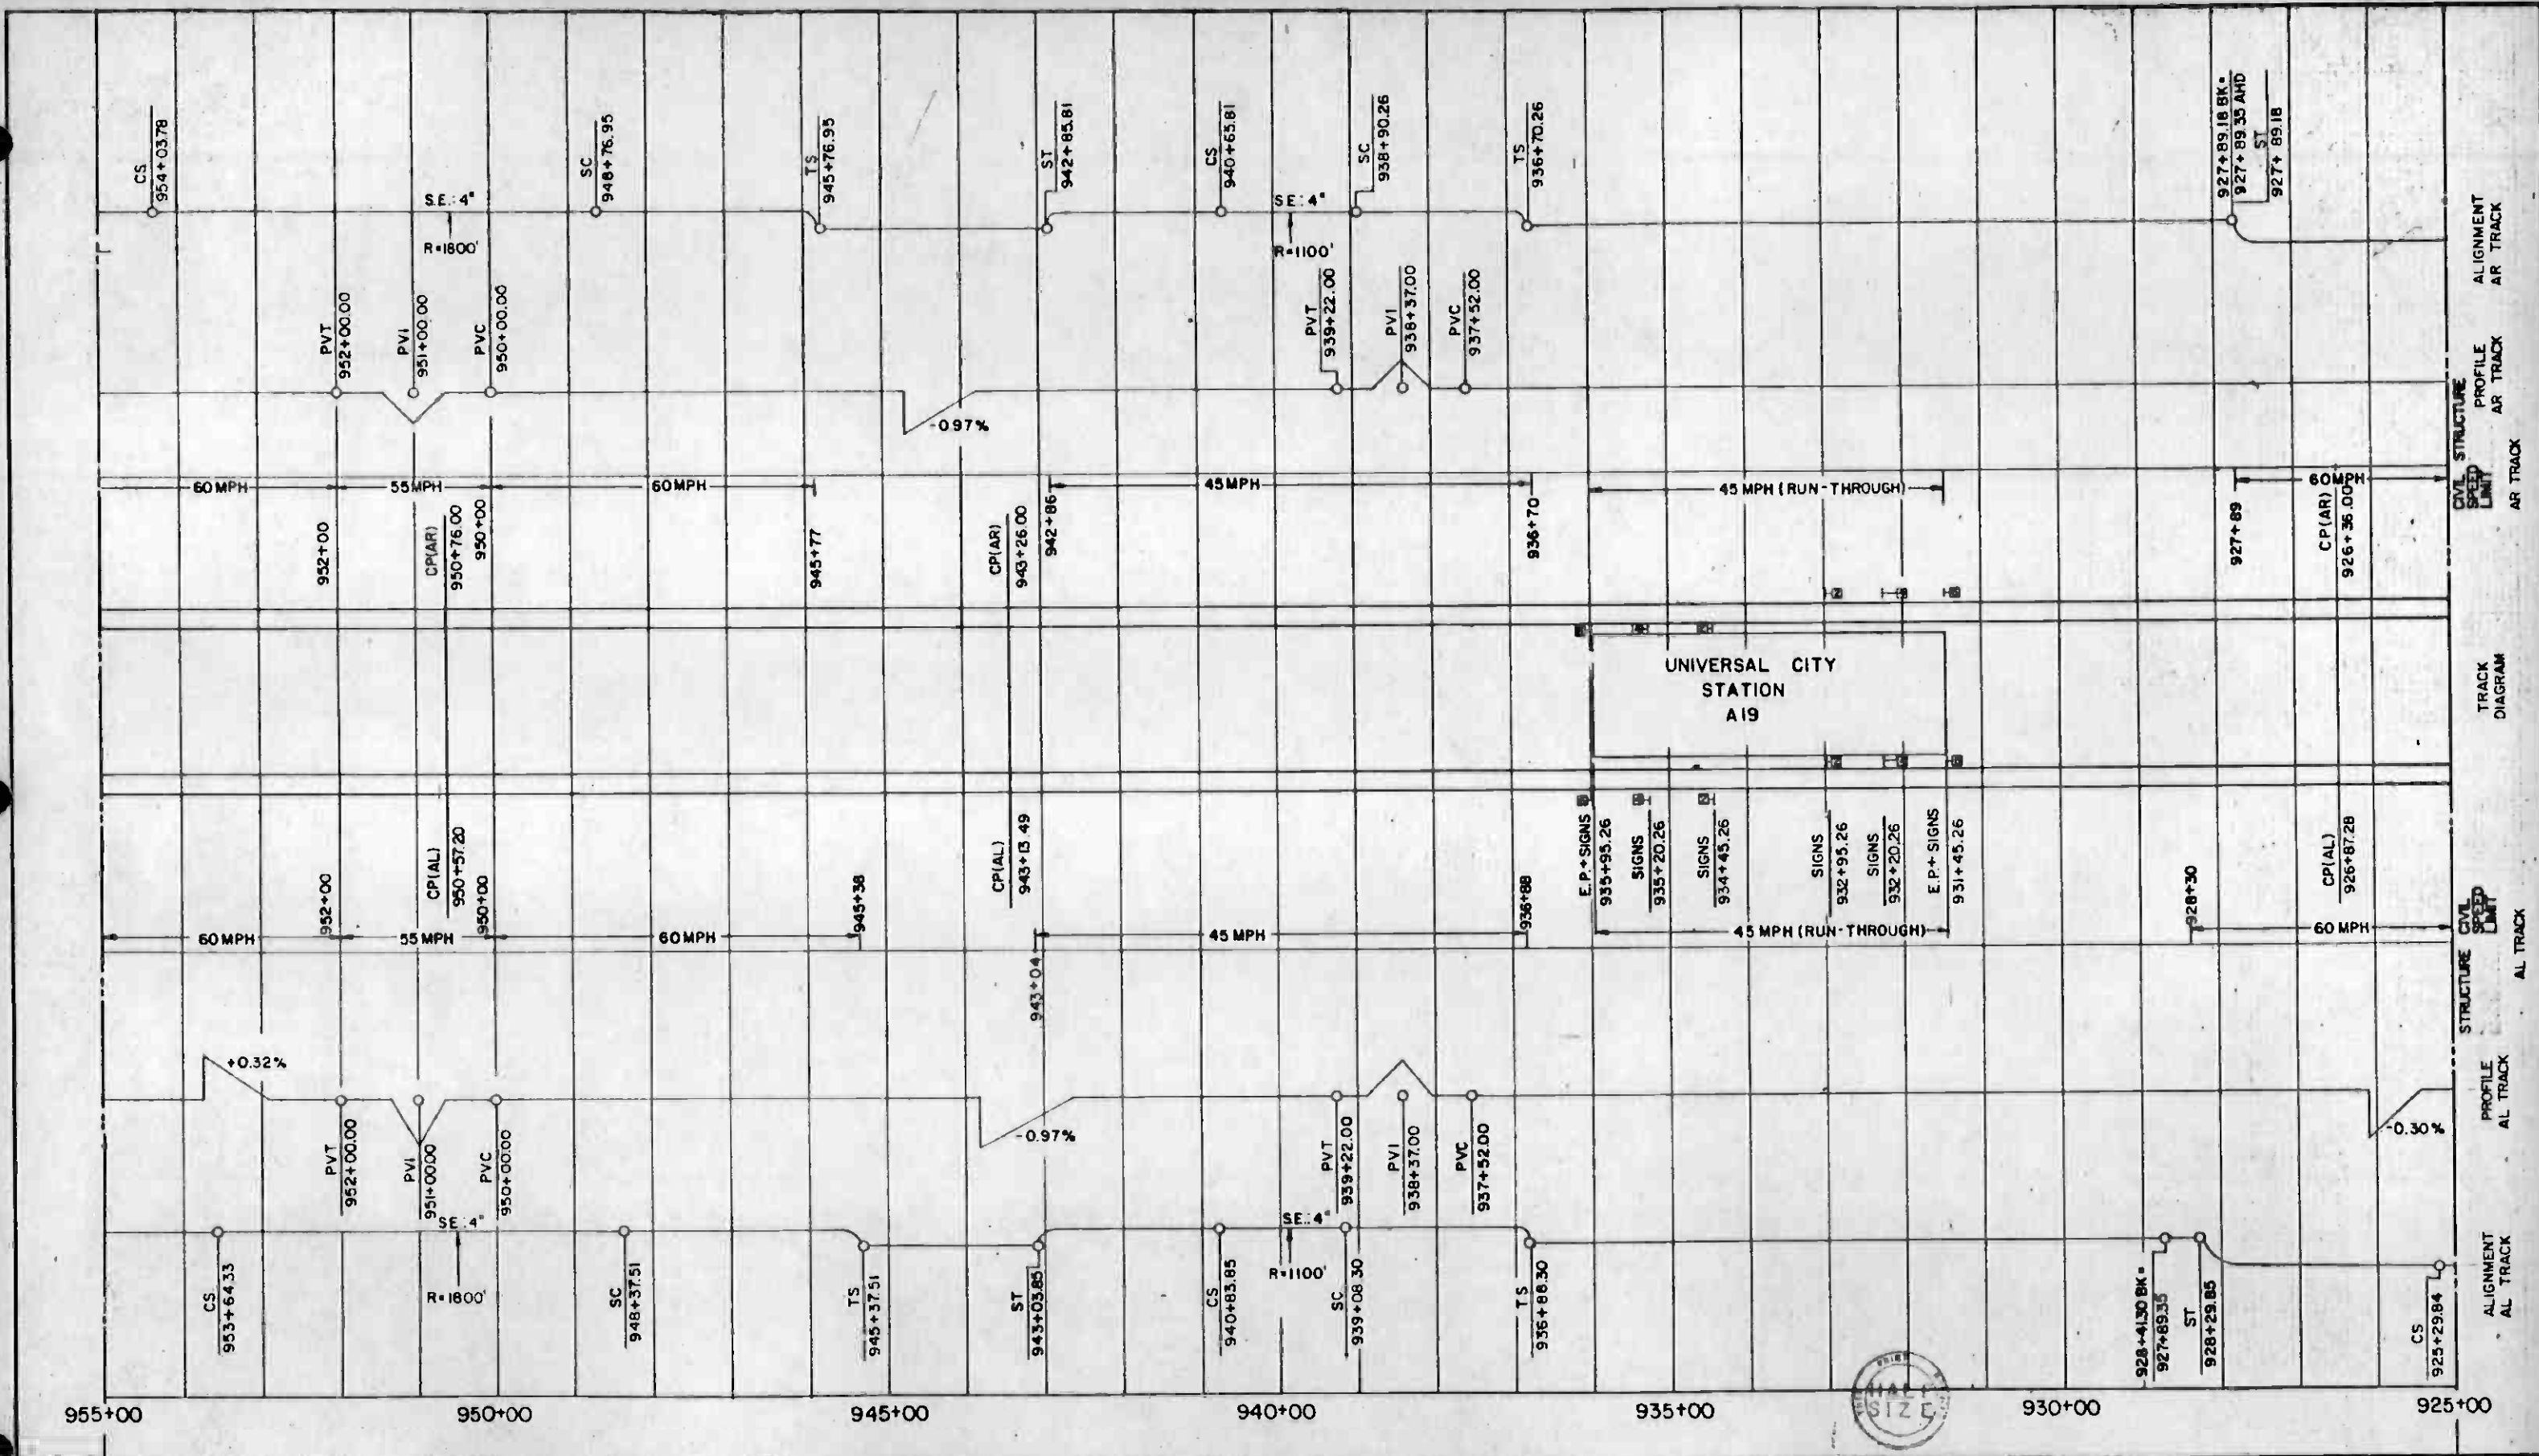 CS
954+03.78
S.E.: 4"
R=1800'
SC
948+76.95
TS
945+76.95
ST
942+85.81
CS
940+65.81
S.E: 4"
R=1100'
SC
938+90.26
TS
936+70.26
927+89.18 BK=
927+89.35 AHD
ST
927+89.18
ALIGNMENT
AR TRACK
PVT
952+00.00
PVI
951+00.00
PVC
950+00.00
-0.97%
PVT
939+22.00
PVI
938+37.00
PVC
937+52.00
PROFILE
AR TRACK
STRUCTURE
CIVIL
SPEED
LIMIT
AR TRACK
60 MPH
55 MPH
60 MPH
45 MPH
45 MPH (RUN-THROUGH)
60 MPH
952+00
CP(AR)
950+76.00
950+00
945+77
CP(AR)
943+26.00
942+86
936+70
927+89
CP(AR)
926+36.00
UNIVERSAL CITY
STATION
A19
TRACK
DIAGRAM
952+00
CP(AL)
950+57.20
950+00
945+38
CP(AL)
943+13.49
936+88
E.P.+SIGNS
935+95.26
SIGNS
935+20.26
SIGNS
934+45.26
SIGNS
932+95.26
SIGNS
932+20.26
E.P.+SIGNS
931+45.26
928+30
CP(AL)
926+87.28
60 MPH
55 MPH
60 MPH
45 MPH
45 MPH (RUN-THROUGH)
60 MPH
943+04
CIVIL
SPEED
LIMIT
AL TRACK
STRUCTURE
+0.32%
PVT
952+00.00
PVI
951+00.00
PVC
950+00.00
-0.97%
PVT
939+22.00
PVI
938+37.00
PVC
937+52.00
-0.30%
PROFILE
AL TRACK
CS
953+64.33
SE.:4"
R=1800'
SC
948+37.51
TS
945+37.51
ST
943+03.85
CS
940+83.85
S.E.: 4"
R=1100'
SC
939+08.30
TS
936+88.30
928+41.30 BK=
927+89.35
ST
928+29.85
CS
925+29.84
ALIGNMENT
AL TRACK
HALF
SIZE
955+00
950+00
945+00
940+00
935+00
930+00
925+00